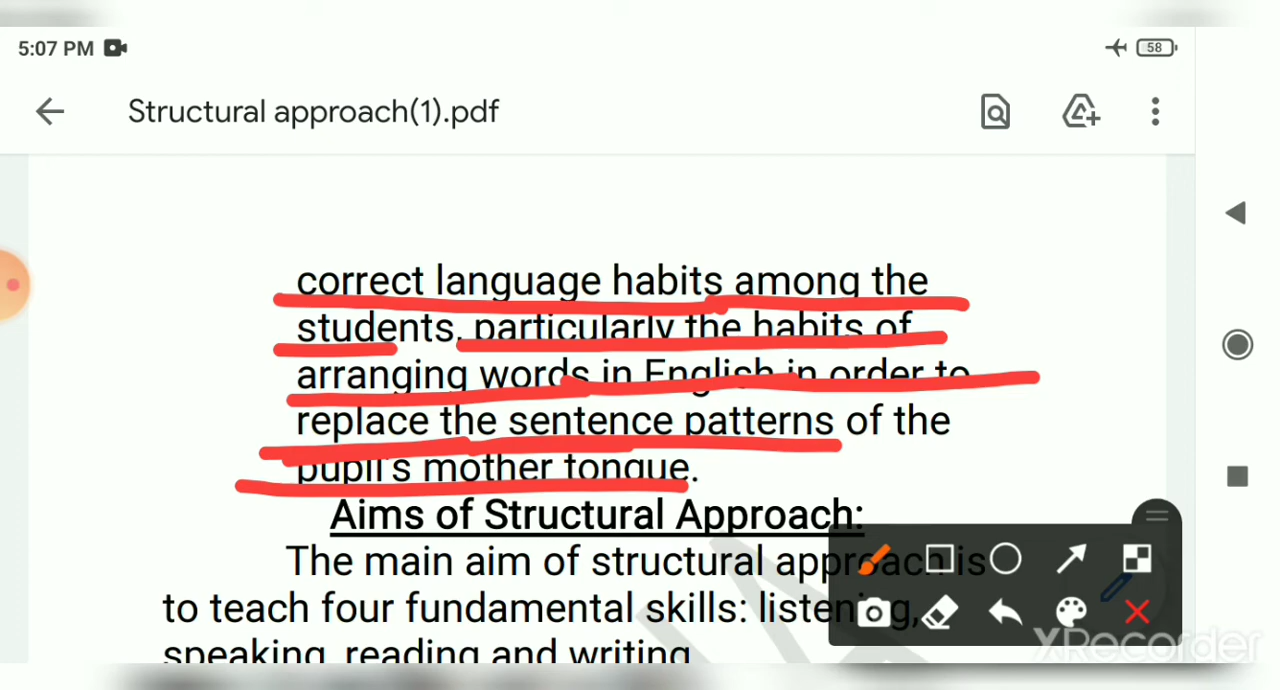 5:07 PM
58
Structural approach(1).pdf
correct language habits among the
students, particularly the habits of
arranging words in English in order to
replace the sentence patterns of the
pupil's mother tongue.
Aims of Structural Approach:
The main aim of structural approach is
to teach four fundamental skills: listening,
speaking, reading and writing
XRecorder